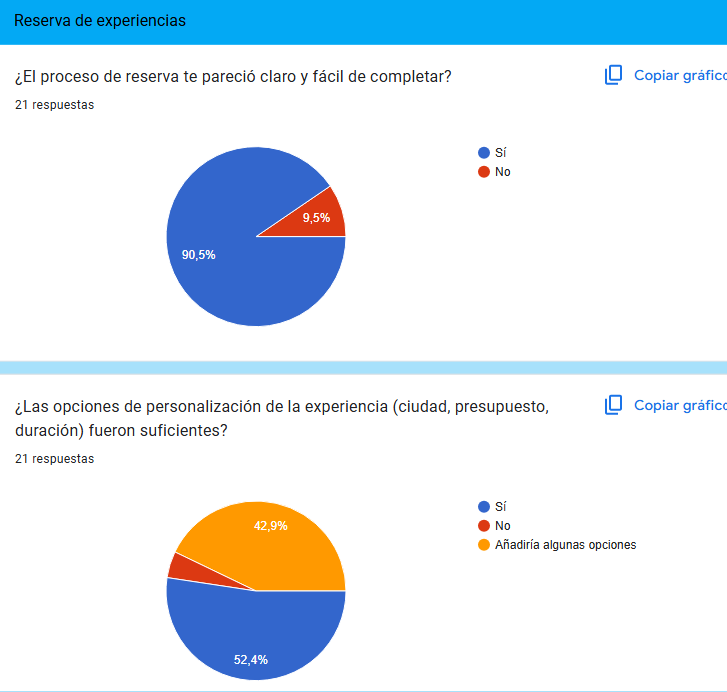 Reserva de experiencias
¿El proceso de reserva te pareció claro y fácil de completar?
Copiar gráfico
21 respuestas
Sí
No
9,5%
90,5%
¿Las opciones de personalización de la experiencia (ciudad, presupuesto,
duración) fueron suficientes?
Copiar gráfico
21 respuestas
Sí
No
Añadiría algunas opciones
42,9%
52,4%